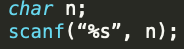 char n;
scanf(“%s”, n);